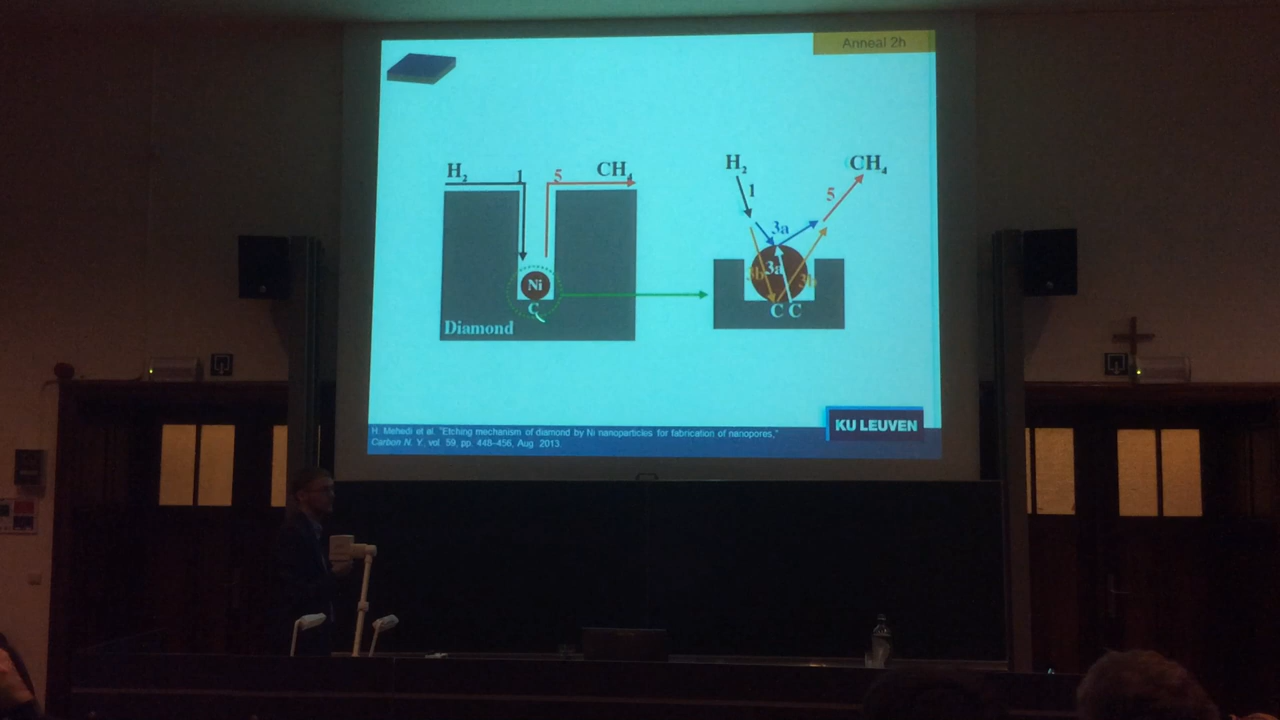 Anneal 2h
H₂ 1 5 CH₄
Ni
C
Diamond
H₂ CH₄
1 5
3a
3b 3a 3b
C C
H. Mehedi et al. "Etching mechanism of diamond by Ni nanoparticles for fabrication of nanopores,"
Carbon N. Y., vol. 59, pp. 448–456, Aug. 2013.
KU LEUVEN